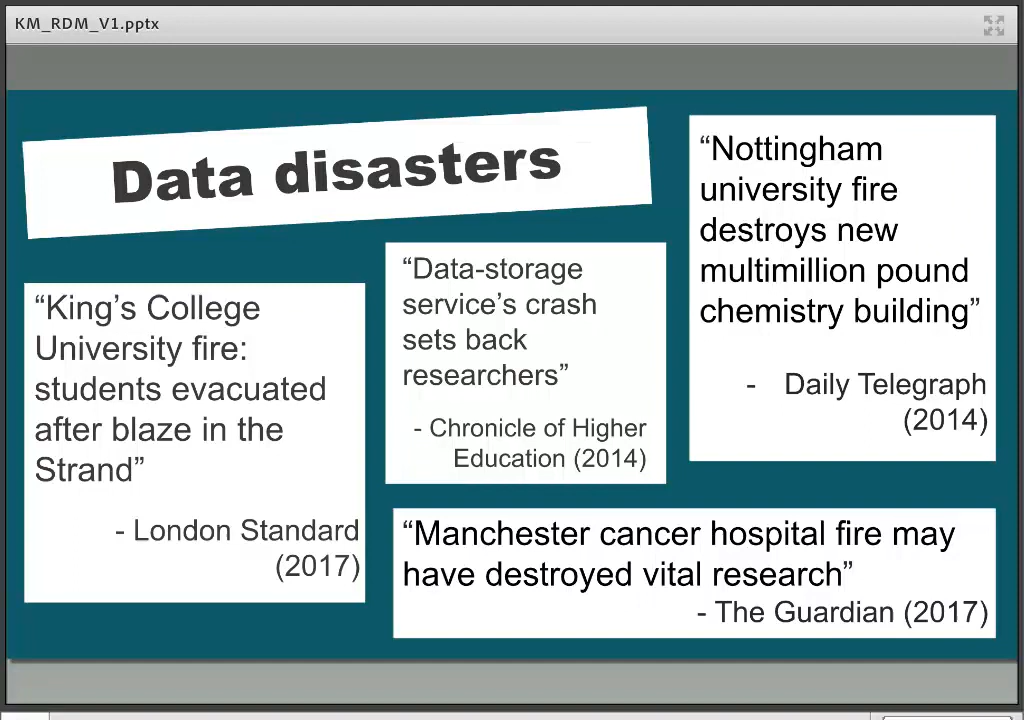 KM_RDM_V1.pptx
Data disasters
“King’s College
University fire:
students evacuated
after blaze in the
Strand”
- London Standard
(2017)
“Data-storage
service’s crash
sets back
researchers”
- Chronicle of Higher
Education (2014)
“Nottingham
university fire
destroys new
multimillion pound
chemistry building”
- Daily Telegraph
(2014)
“Manchester cancer hospital fire may
have destroyed vital research”
- The Guardian (2017)